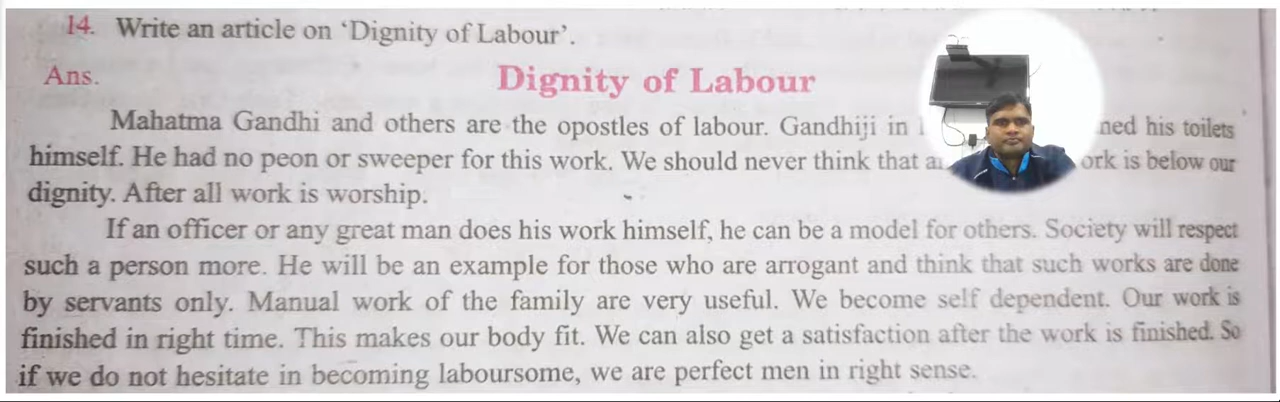 14. Write an article on ‘Dignity of Labour’.
Ans. Dignity of Labour
Mahatma Gandhi and others are the opostles of labour. Gandhiji in his toilets
himself. He had no peon or sweeper for this work. We should never think that is below our
dignity. After all work is worship.
If an officer or any great man does his work himself, he can be a model for others. Society will respect
such a person more. He will be an example for those who are arrogant and think that such works are done
by servants only. Manual work of the family are very useful. We become self dependent. Our work is
finished in right time. This makes our body fit. We can also get a satisfaction after the work is finished. So
if we do not hesitate in becoming laboursome, we are perfect men in right sense.